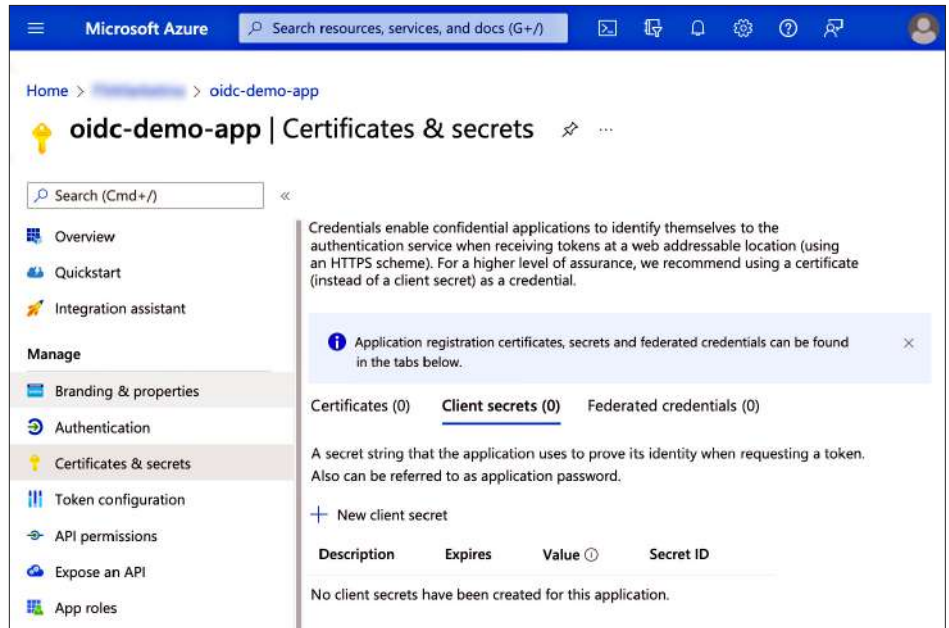 Microsoft Azure
Search resources, services, and docs (G+/)
Home > > oidc-demo-app
oidc-demo-app | Certificates & secrets ...
Search (Cmd+/) «
Overview
Quickstart
Integration assistant
Manage
Branding & properties
Authentication
Certificates & secrets
Token configuration
API permissions
Expose an API
App roles
Credentials enable confidential applications to identify themselves to the
authentication service when receiving tokens at a web addressable location (using
an HTTPS scheme). For a higher level of assurance, we recommend using a certificate
(instead of a client secret) as a credential.
Application registration certificates, secrets and federated credentials can be found
in the tabs below.
Certificates (0) Client secrets (0) Federated credentials (0)
A secret string that the application uses to prove its identity when requesting a token.
Also can be referred to as application password.
+ New client secret
Description Expires Value Secret ID
No client secrets have been created for this application.